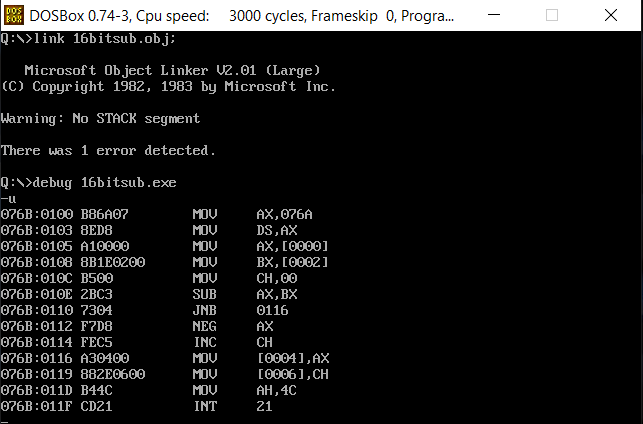 DOS BOX DOSBox 0.74-3, Cpu speed: 3000 cycles, Frameskip 0, Progra...
Q:\>link 16bitsub.obj;
Microsoft Object Linker V2.01 (Large)
(C) Copyright 1982, 1983 by Microsoft Inc.
Warning: No STACK segment
There was 1 error detected.
Q:\>debug 16bitsub.exe
-u
076B:0100 B86A07 MOV AX,076A
076B:0103 8ED8 MOV DS,AX
076B:0105 A10000 MOV AX,[0000]
076B:0108 8B1E0200 MOV BX,[0002]
076B:010C B500 MOV CH,00
076B:010E 2BC3 SUB AX,BX
076B:0110 7304 JNB 0116
076B:0112 F7D8 NEG AX
076B:0114 FEC5 INC CH
076B:0116 A30400 MOV [0004],AX
076B:0119 882E0600 MOV [0006],CH
076B:011D B44C MOV AH,4C
076B:011F CD21 INT 21
-